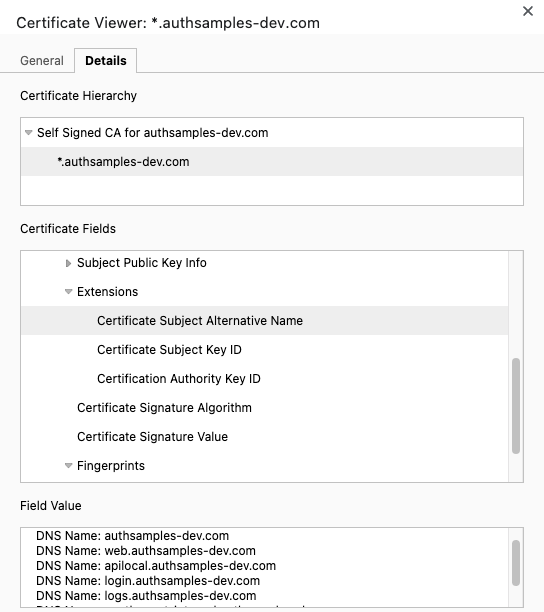 Certificate Viewer: *.authsamples-dev.com
General
Details
Certificate Hierarchy
Self Signed CA for authsamples-dev.com
*.authsamples-dev.com
Certificate Fields
Subject Public Key Info
Extensions
Certificate Subject Alternative Name
Certificate Subject Key ID
Certification Authority Key ID
Certificate Signature Algorithm
Certificate Signature Value
Fingerprints
Field Value
DNS Name: authsamples-dev.com
DNS Name: web.authsamples-dev.com
DNS Name: apilocal.authsamples-dev.com
DNS Name: login.authsamples-dev.com
DNS Name: logs.authsamples-dev.com